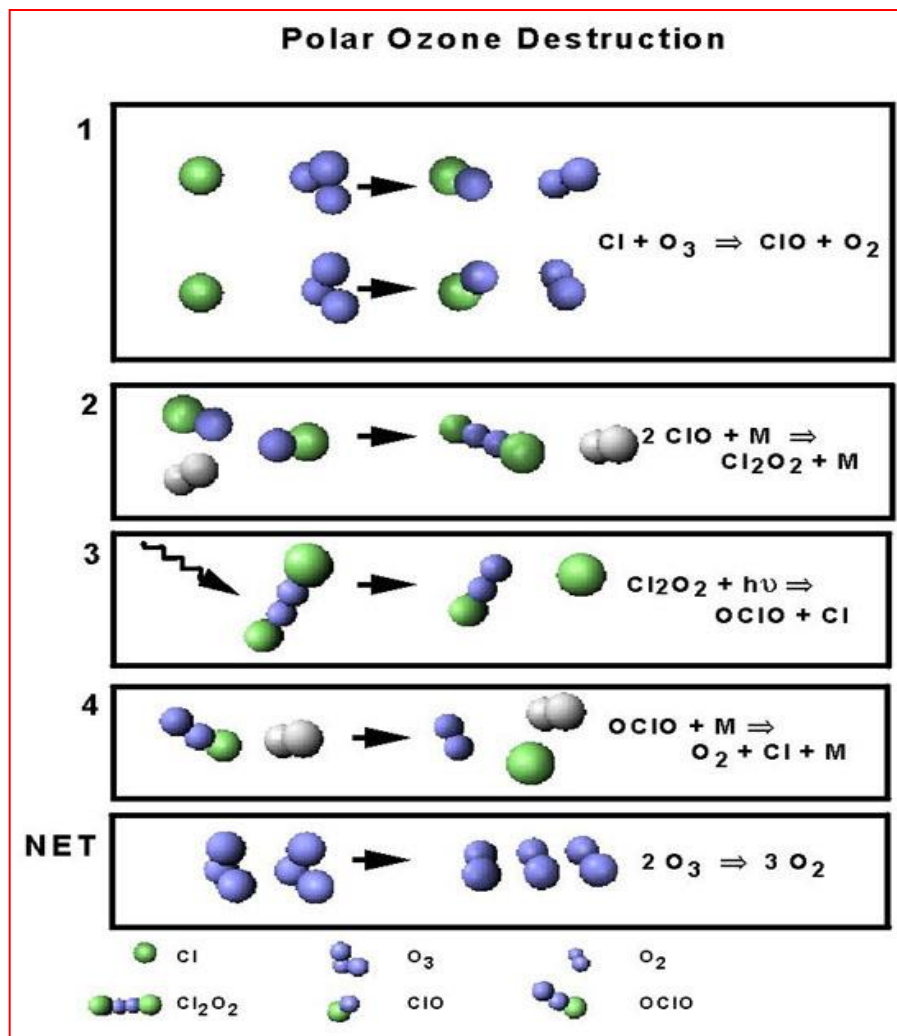 Polar Ozone Destruction
1
Cl + O₃ ⇒ ClO + O₂
2
2 ClO + M ⇒
Cl₂O₂ + M
3
Cl₂O₂ + hυ ⇒
OClO + Cl
4
OClO + M ⇒
O₂ + Cl + M
NET
2 O₃ ⇒ 3 O₂
Cl O₃ O₂
Cl₂O₂ ClO OClO